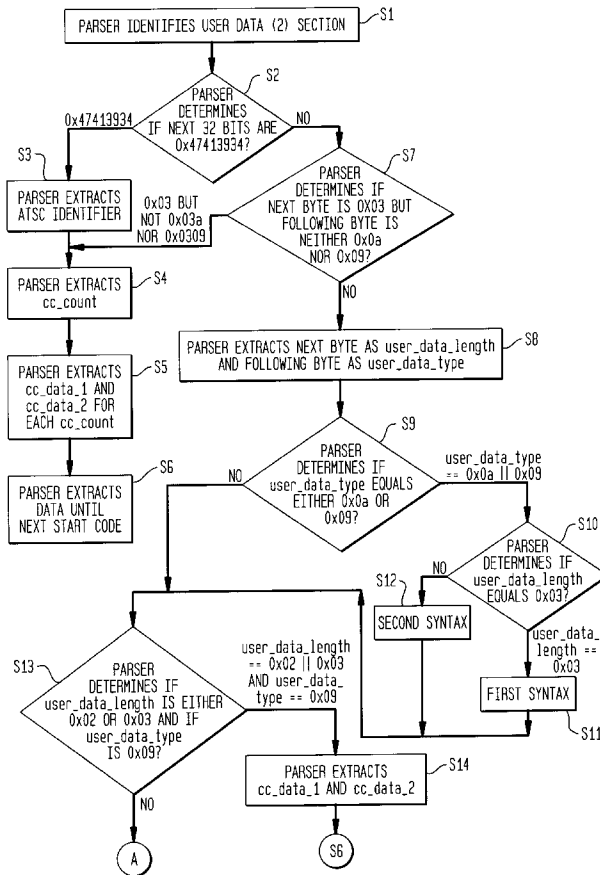 PARSER IDENTIFIES USER DATA (2) SECTION
S1
S2
PARSER
DETERMINES
IF NEXT 32 BITS ARE
0x47413934?
0x47413934
NO
S3
PARSER EXTRACTS
ATSC IDENTIFIER
S7
PARSER
DETERMINES IF
NEXT BYTE IS 0X03 BUT
FOLLOWING BYTE IS
NEITHER 0x0a
NOR 0x09?
0x03 BUT
NOT 0x03a
NOR 0x0309
NO
S4
PARSER EXTRACTS
cc_count
S8
PARSER EXTRACTS NEXT BYTE AS user_data_length
AND FOLLOWING BYTE AS user_data_type
S5
PARSER EXTRACTS
cc_data_1 AND
cc_data_2 FOR
EACH cc_count
S9
PARSER
DETERMINES IF
user_data_type EQUALS
EITHER 0x0a OR
0x09?
NO
user_data_type
== 0x0a || 0x09
S6
PARSER EXTRACTS
DATA UNTIL
NEXT START CODE
S10
PARSER
DETERMINES IF
user_data_length
EQUALS 0x03?
NO
S12
SECOND SYNTAX
user_data_
length ==
0x03
FIRST SYNTAX
S11
S13
PARSER
DETERMINES IF
user_data_length IS EITHER
0x02 OR 0x03 AND IF
user_data_type
IS 0x09?
user_data_length
== 0x02 || 0x03
AND user_data_
type == 0x09
NO
S14
PARSER EXTRACTS
cc_data_1 AND cc_data_2
A
S6